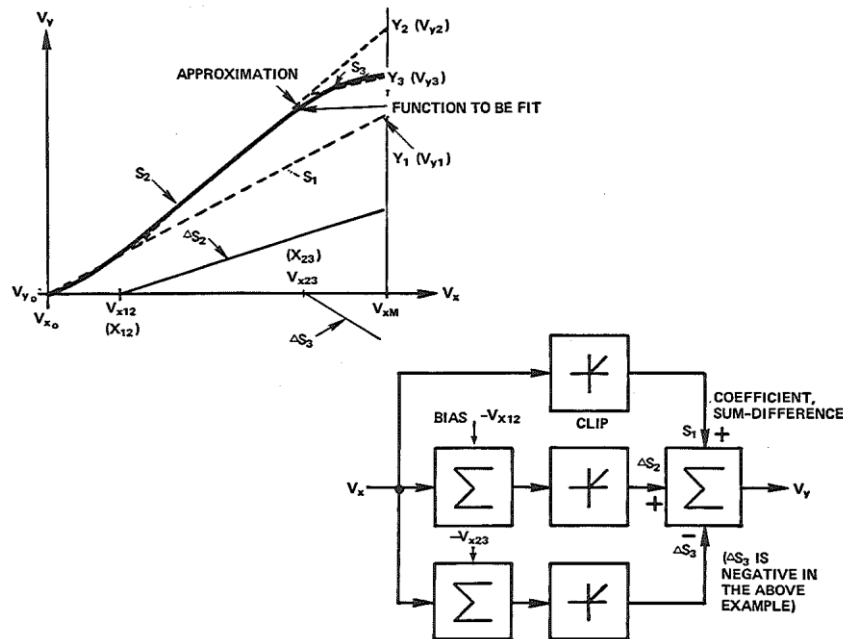 Vy
Y2 (Vy2)
APPROXIMATION
S3
Y3 (Vy3)
FUNCTION TO BE FIT
Y1 (Vy1)
S2
S1
ΔS2
(X23)
Vx23
Vyo
Vx
Vxo
Vx12
(X12)
VxM
ΔS3
COEFFICIENT,
SUM-DIFFERENCE
BIAS
−VX12
CLIP
S1
+
Vx
Σ
ΔS2
+
Σ
Vy
−Vx23
−
ΔS3
(ΔS3 IS
NEGATIVE IN
THE ABOVE
EXAMPLE)
Σ